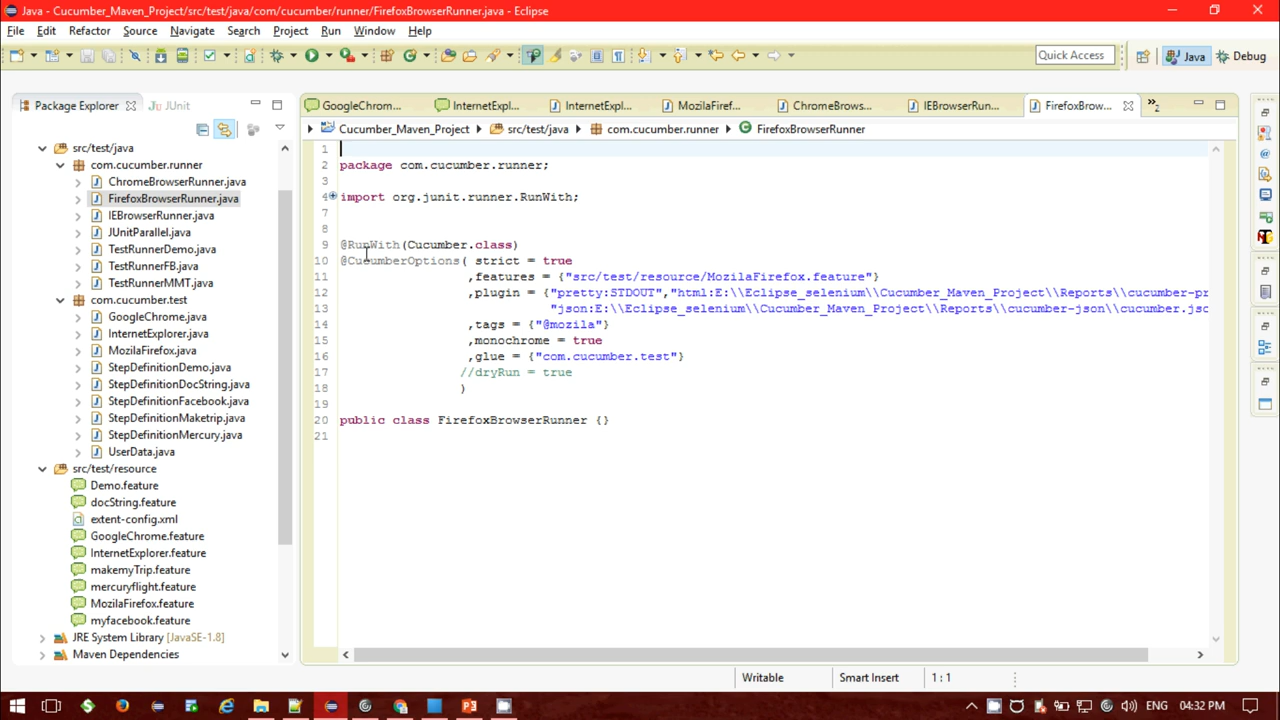 Java - Cucumber_Maven_Project/src/test/java/com/cucumber/runner/FirefoxBrowserRunner.java - Eclipse
File Edit Refactor Source Navigate Search Project Run Window Help
Quick Access Java Debug
Package Explorer JUnit
GoogleChrom... InternetExpl... InternetExpl... MozilaFiref... ChromeBrows... IEBrowserRun... FirefoxBrow... 2
Cucumber_Maven_Project src/test/java com.cucumber.runner FirefoxBrowserRunner
src/test/java
com.cucumber.runner
ChromeBrowserRunner.java
FirefoxBrowserRunner.java
IEBrowserRunner.java
JUnitParallel.java
TestRunnerDemo.java
TestRunnerFB.java
TestRunnerMMT.java
com.cucumber.test
GoogleChrome.java
InternetExplorer.java
MozilaFirefox.java
StepDefinitionDemo.java
StepDefinitionDocString.java
StepDefinitionFacebook.java
StepDefinitionMaketrip.java
StepDefinitionMercury.java
UserData.java
src/test/resource
Demo.feature
docString.feature
extent-config.xml
GoogleChrome.feature
InternetExplorer.feature
makemyTrip.feature
mercuryflight.feature
MozilaFirefox.feature
myfacebook.feature
JRE System Library [JavaSE-1.8]
Maven Dependencies
1
2 package com.cucumber.runner;
3
4 import org.junit.runner.RunWith;
7
8
9 @RunWith(Cucumber.class)
10 @CucumberOptions( strict = true
11 ,features = {"src/test/resource/MozilaFirefox.feature"}
12 ,plugin = {"pretty:STDOUT","html:E:\\Eclipse_selenium\\Cucumber_Maven_Project\\Reports\\cucumber-pr
13 "json:E:\\Eclipse_selenium\\Cucumber_Maven_Project\\Reports\\cucumber-json\\cucumber.jsc
14 ,tags = {"@mozila"}
15 ,monochrome = true
16 ,glue = {"com.cucumber.test"}
17 //dryRun = true
18 )
19
20 public class FirefoxBrowserRunner {}
21
Writable Smart Insert 1 : 1
ENG 04:32 PM